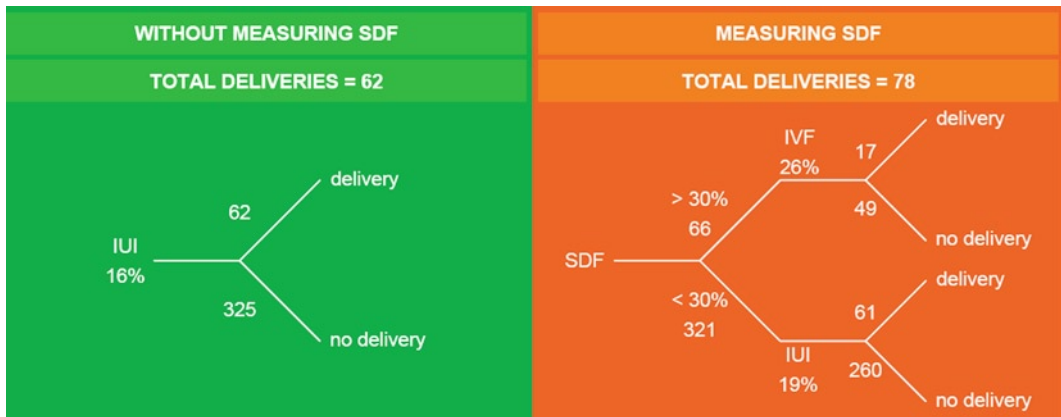 WITHOUT MEASURING SDF
TOTAL DELIVERIES = 62
delivery
62
IUI
16%
325
no delivery
MEASURING SDF
TOTAL DELIVERIES = 78
delivery
IVF
17
26%
> 30%
49
66
no delivery
SDF
delivery
< 30%
61
321
IUI
260
19%
no delivery